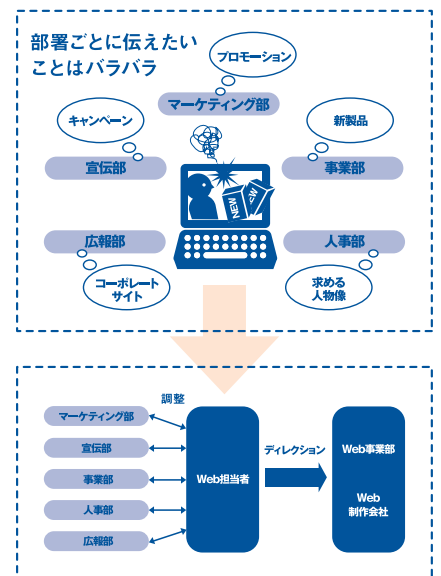 部署ごとに伝えたい
ことはバラバラ
プロモーション
マーケティング部
キャンペーン
宣伝部
新製品
事業部
NEW
NEW
広報部
コーポレート
サイト
人事部
求める
人物像
調整
マーケティング部
宣伝部
事業部
人事部
広報部
Web担当者
ディレクション
Web事業部
Web
制作会社